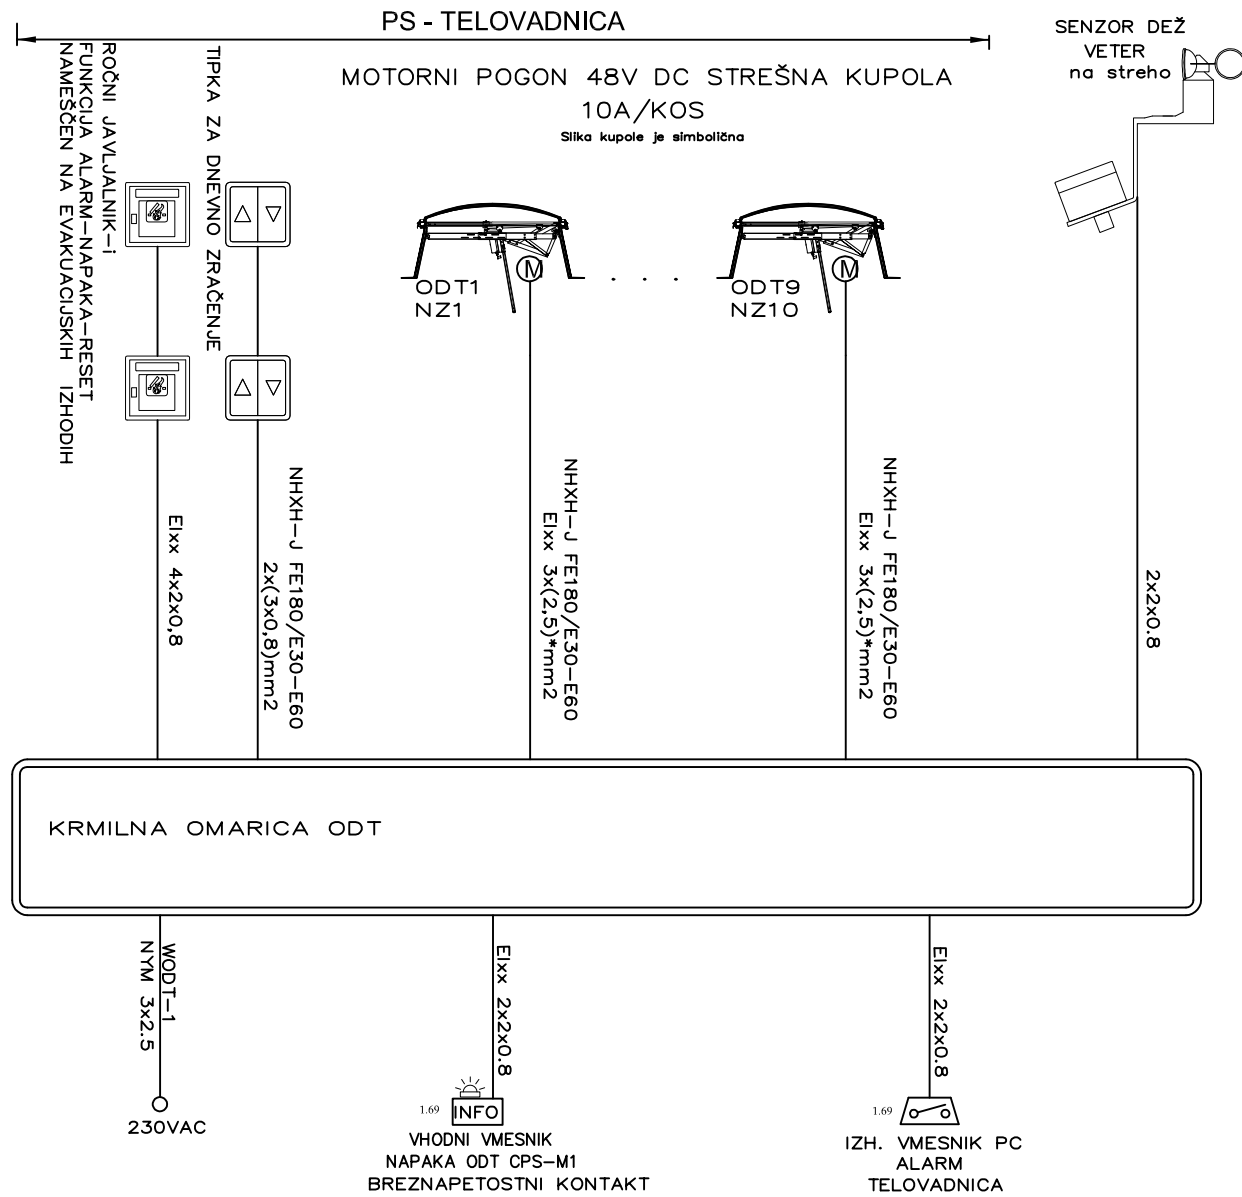 PS - TELOVADNICA
SENZOR DEŽ
VETER
na streho
MOTORNI POGON 48V DC STREŠNA KUPOLA
10A/KOS
Slika kupole je simbolična
ROČNI JAVLJALNIK-i
FUNKCIJA ALARM-NAPAKA-RESET
NAMEŠČEN NA EVAKUACIJSKIH IZHODIH
TIPKA ZA DNEVNO ZRAČENJE
M
ODT1
NZ1
. . .
M
ODT9
NZ10
EIxx 4x2x0,8
NHXH-J FE180/E30-E60
2x(3x0,8)mm2
NHXH-J FE180/E30-E60
EIxx 3x(2,5)*mm2
NHXH-J FE180/E30-E60
EIxx 3x(2,5)*mm2
2x2x0.8
KRMILNA OMARICA ODT
WODT-1
NYM 3x2.5
230VAC
EIxx 2x2x0.8
1.69
INFO
VHODNI VMESNIK
NAPAKA ODT CPS-M1
BREZNAPETOSTNI KONTAKT
EIxx 2x2x0.8
1.69
IZH. VMESNIK PC
ALARM
TELOVADNICA